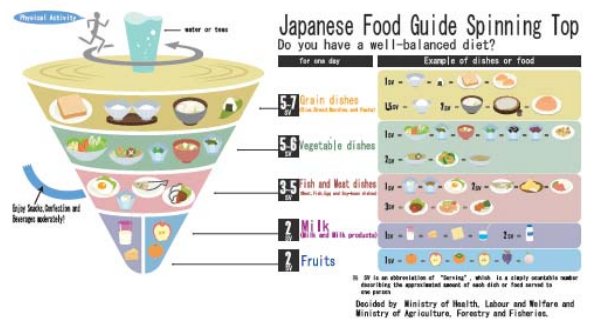 Physical Activity
water or teas
Enjoy Snacks, Confection and
Beverages moderately!
Japanese Food Guide Spinning Top
Do you have a well-balanced diet?
for one day
Example of dishes or food
5-7
SV
Grain dishes
(Rice, Bread, Noodles, and Pasta)
5-6
SV
Vegetable dishes
3-5
SV
Fish and Meat dishes
(Meat, Fish, Egg and Soy-bean dishes)
2
SV
Milk
(Milk and Milk products)
2
SV
Fruits
1SV = = =
1.5SV = 2SV = = =
1SV = = = = = = =
2SV = = =
1SV = = = 2SV = = =
3SV = = =
1SV = = = = 2SV =
1SV = = = = = =
※ SV is an abbreviation of "Serving", which is a simply countable number
describing the approximated amount of each dish or food served to
one person
Decided by Ministry of Health, Labour and Welfare and
Ministry of Agriculture, Forestry and Fisheries.